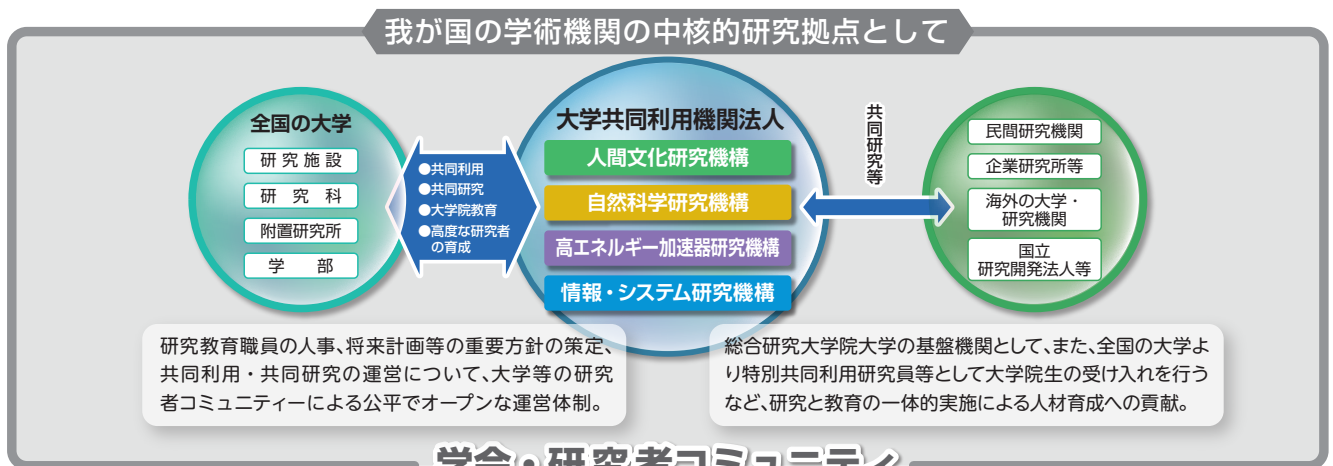 我が国の学術機関の中核的研究拠点として
全国の大学
研究施設
研究科
附置研究所
学部
●共同利用
●共同研究
●大学院教育
●高度な研究者
の育成
大学共同利用機関法人
人間文化研究機構
自然科学研究機構
高エネルギー加速器研究機構
情報・システム研究機構
共同研究等
民間研究機関
企業研究所等
海外の大学・
研究機関
国立
研究開発法人等
研究教育職員の人事、将来計画等の重要方針の策定、
共同利用・共同研究の運営について、大学等の研究
者コミュニティーによる公平でオープンな運営体制。
総合研究大学院大学の基盤機関として、また、全国の大学よ
り特別共同利用研究員等として大学院生の受け入れを行う
など、研究と教育の一体的実施による人材育成への貢献。
学会・研究者コミュニティ